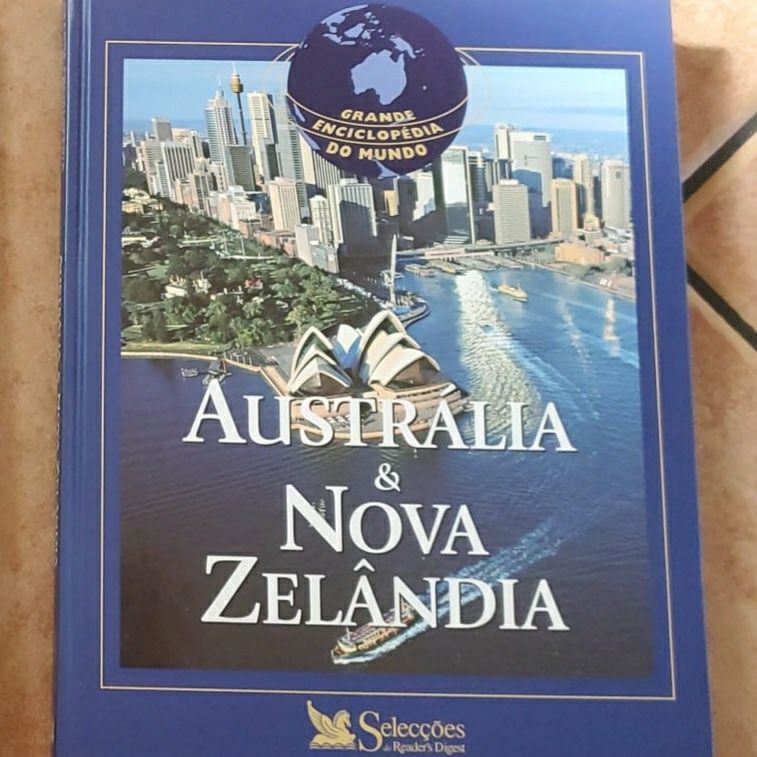 GRANDE
ENCICLOPÉDIA
DO MUNDO
AUSTRÁLIA
&
NOVA
ZELÂNDIA
Selecções
do Reader's Digest